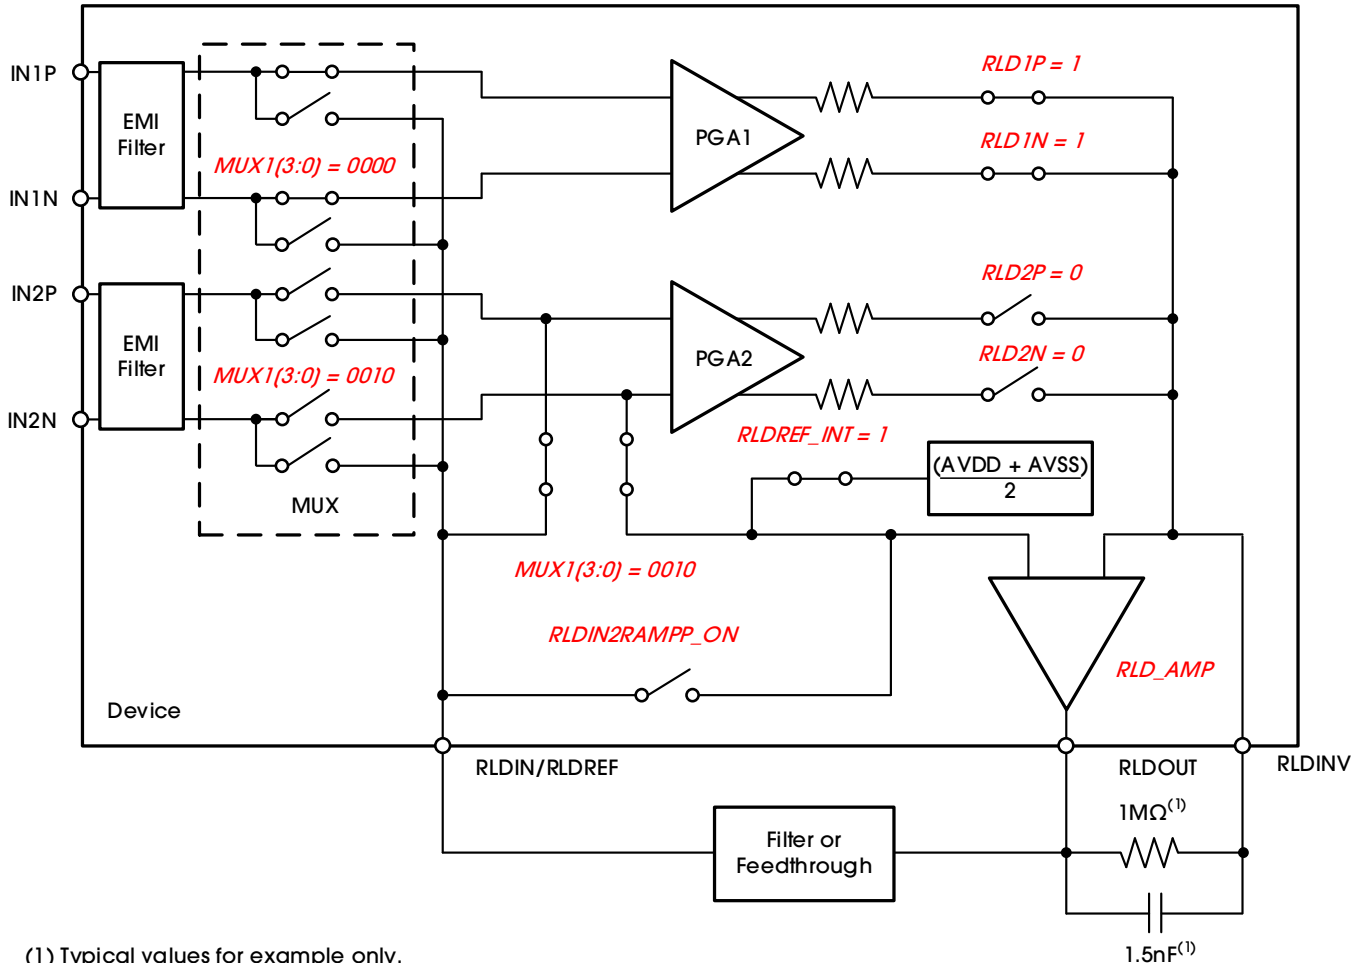 IN1P
IN1N
IN2P
IN2N
EMI
Filter
EMI
Filter
MUX1(3:0) = 0000
MUX1(3:0) = 0010
MUX
PGA1
PGA2
RLD1P = 1
RLD1N = 1
RLD2P = 0
RLD2N = 0
RLDREF_INT = 1
(AVDD + AVSS)
2
MUX1(3:0) = 0010
RLDIN2RAMPP_ON
RLD_AMP
Device
RLDIN/RLDREF
RLDOUT
RLDINV
1MΩ(1)
Filter or
Feedthrough
1.5nF(1)
(1) Typical values for example only.